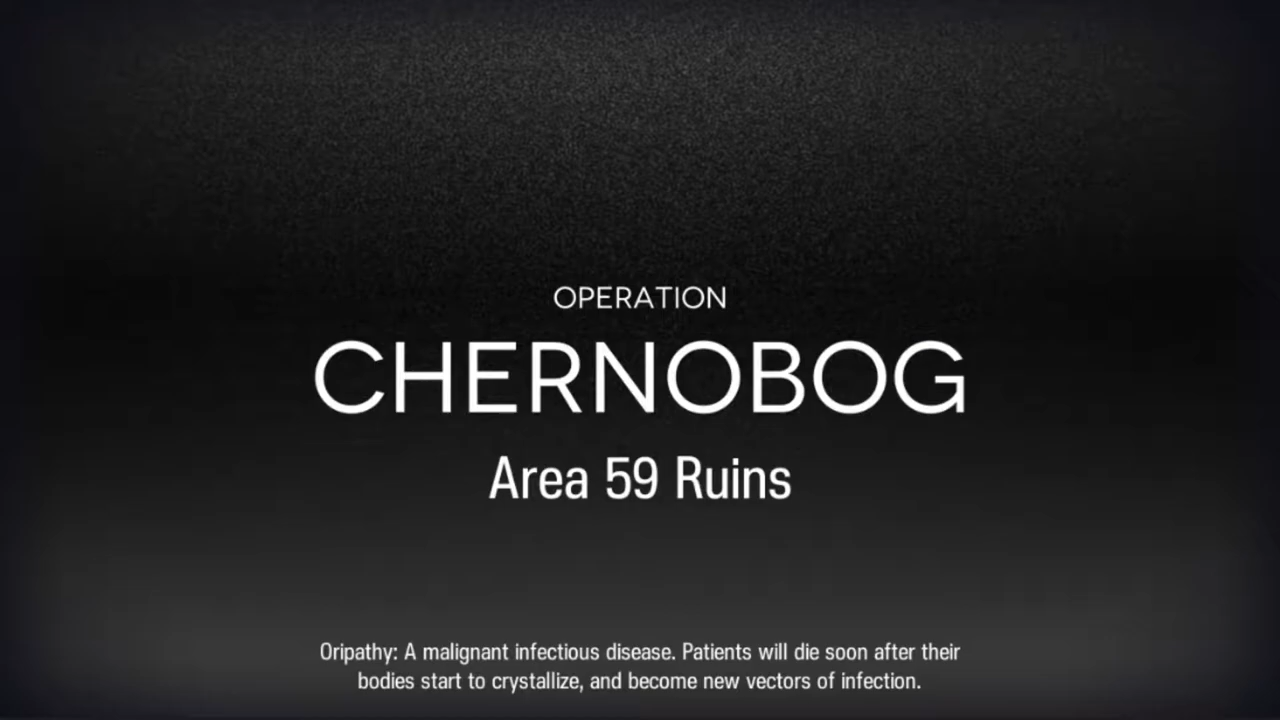 OPERATION
CHERNOBOG
Area 59 Ruins
Oripathy: A malignant infectious disease. Patients will die soon after their
bodies start to crystallize, and become new vectors of infection.